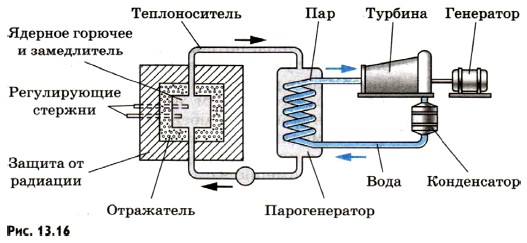 Теплоноситель
Пар
Турбина
Генератор
Ядерное горючее
и замедлитель
Регулирующие
стержни
Защита от
радиации
Отражатель
Парогенератор
Вода
Конденсатор
Рис. 13.16